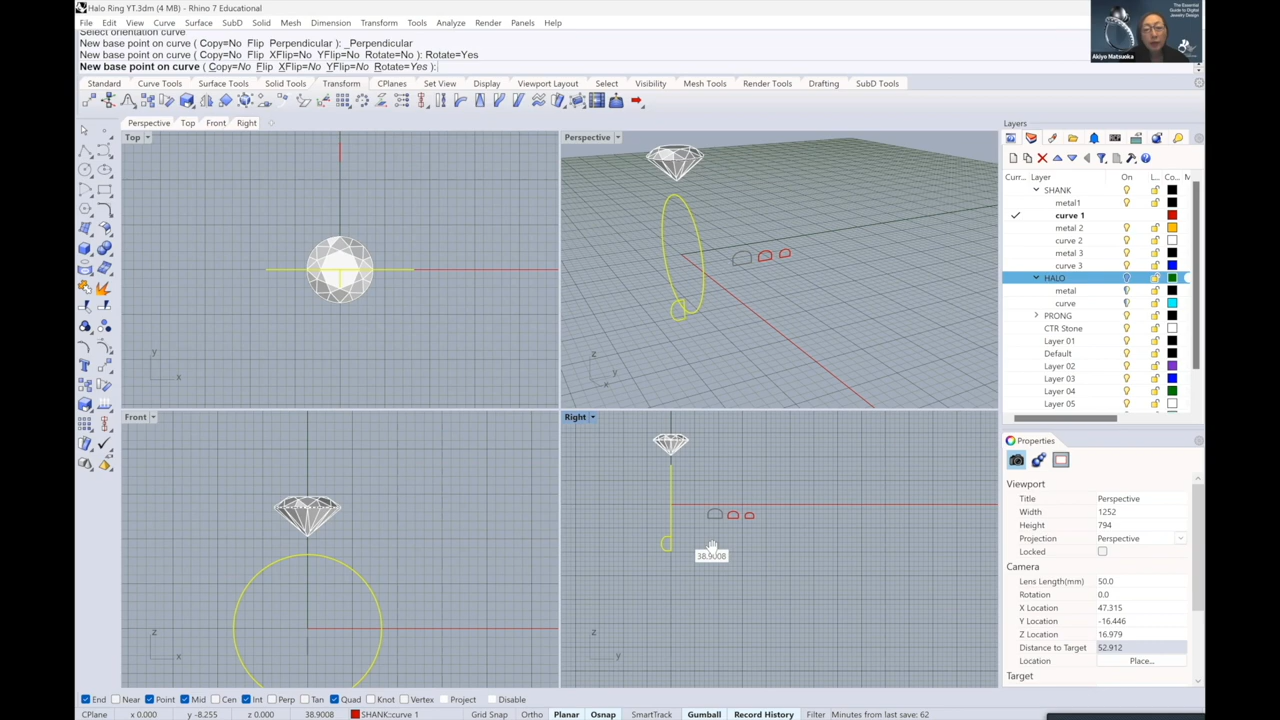 Halo Ring YT.3dm (4 MB) - Rhino 7 Educational
File Edit View Curve Surface SubD Solid Mesh Dimension Transform Tools Analyze Render Panels Help
Select orientation curve
New base point on curve ( Copy=No Flip Perpendicular ): _Perpendicular
New base point on curve ( Copy=No Flip XFlip=No YFlip=No Rotate=No ): Rotate=Yes
New base point on curve ( Copy=No Flip XFlip=No YFlip=No Rotate=Yes ):
The Essential
Guide to Digital
Jewelry Design
Akiyo Matsuoka
Standard Curve Tools Surface Tools Solid Tools Transform CPlanes Set View Display Viewport Layout Select Visibility Mesh Tools Render Tools Drafting SubD Tools
Perspective Top Front Right
Top
y
x
Perspective
z
y
x
Front
z
x
Right
38.9008
z
y
Layers
Curr... Layer On L... Co... M
SHANK
metal1
curve 1
metal 2
curve 2
metal 3
curve 3
HALO
metal
curve
PRONG
CTR Stone
Layer 01
Default
Layer 02
Layer 03
Layer 04
Layer 05
Properties
Viewport
Title Perspective
Width 1252
Height 794
Projection Perspective
Locked
Camera
Lens Length(mm) 50.0
Rotation 0.0
X Location 47.315
Y Location -16.446
Z Location 16.979
Distance to Target 52.912
Location Place...
Target
End Near Point Mid Cen Int Perp Tan Quad Knot Vertex Project Disable
CPlane x 0.000 y -8.255 z 0.000 38.9008 SHANK::curve 1 Grid Snap Ortho Planar Osnap SmartTrack Gumball Record History Filter Minutes from last save: 62